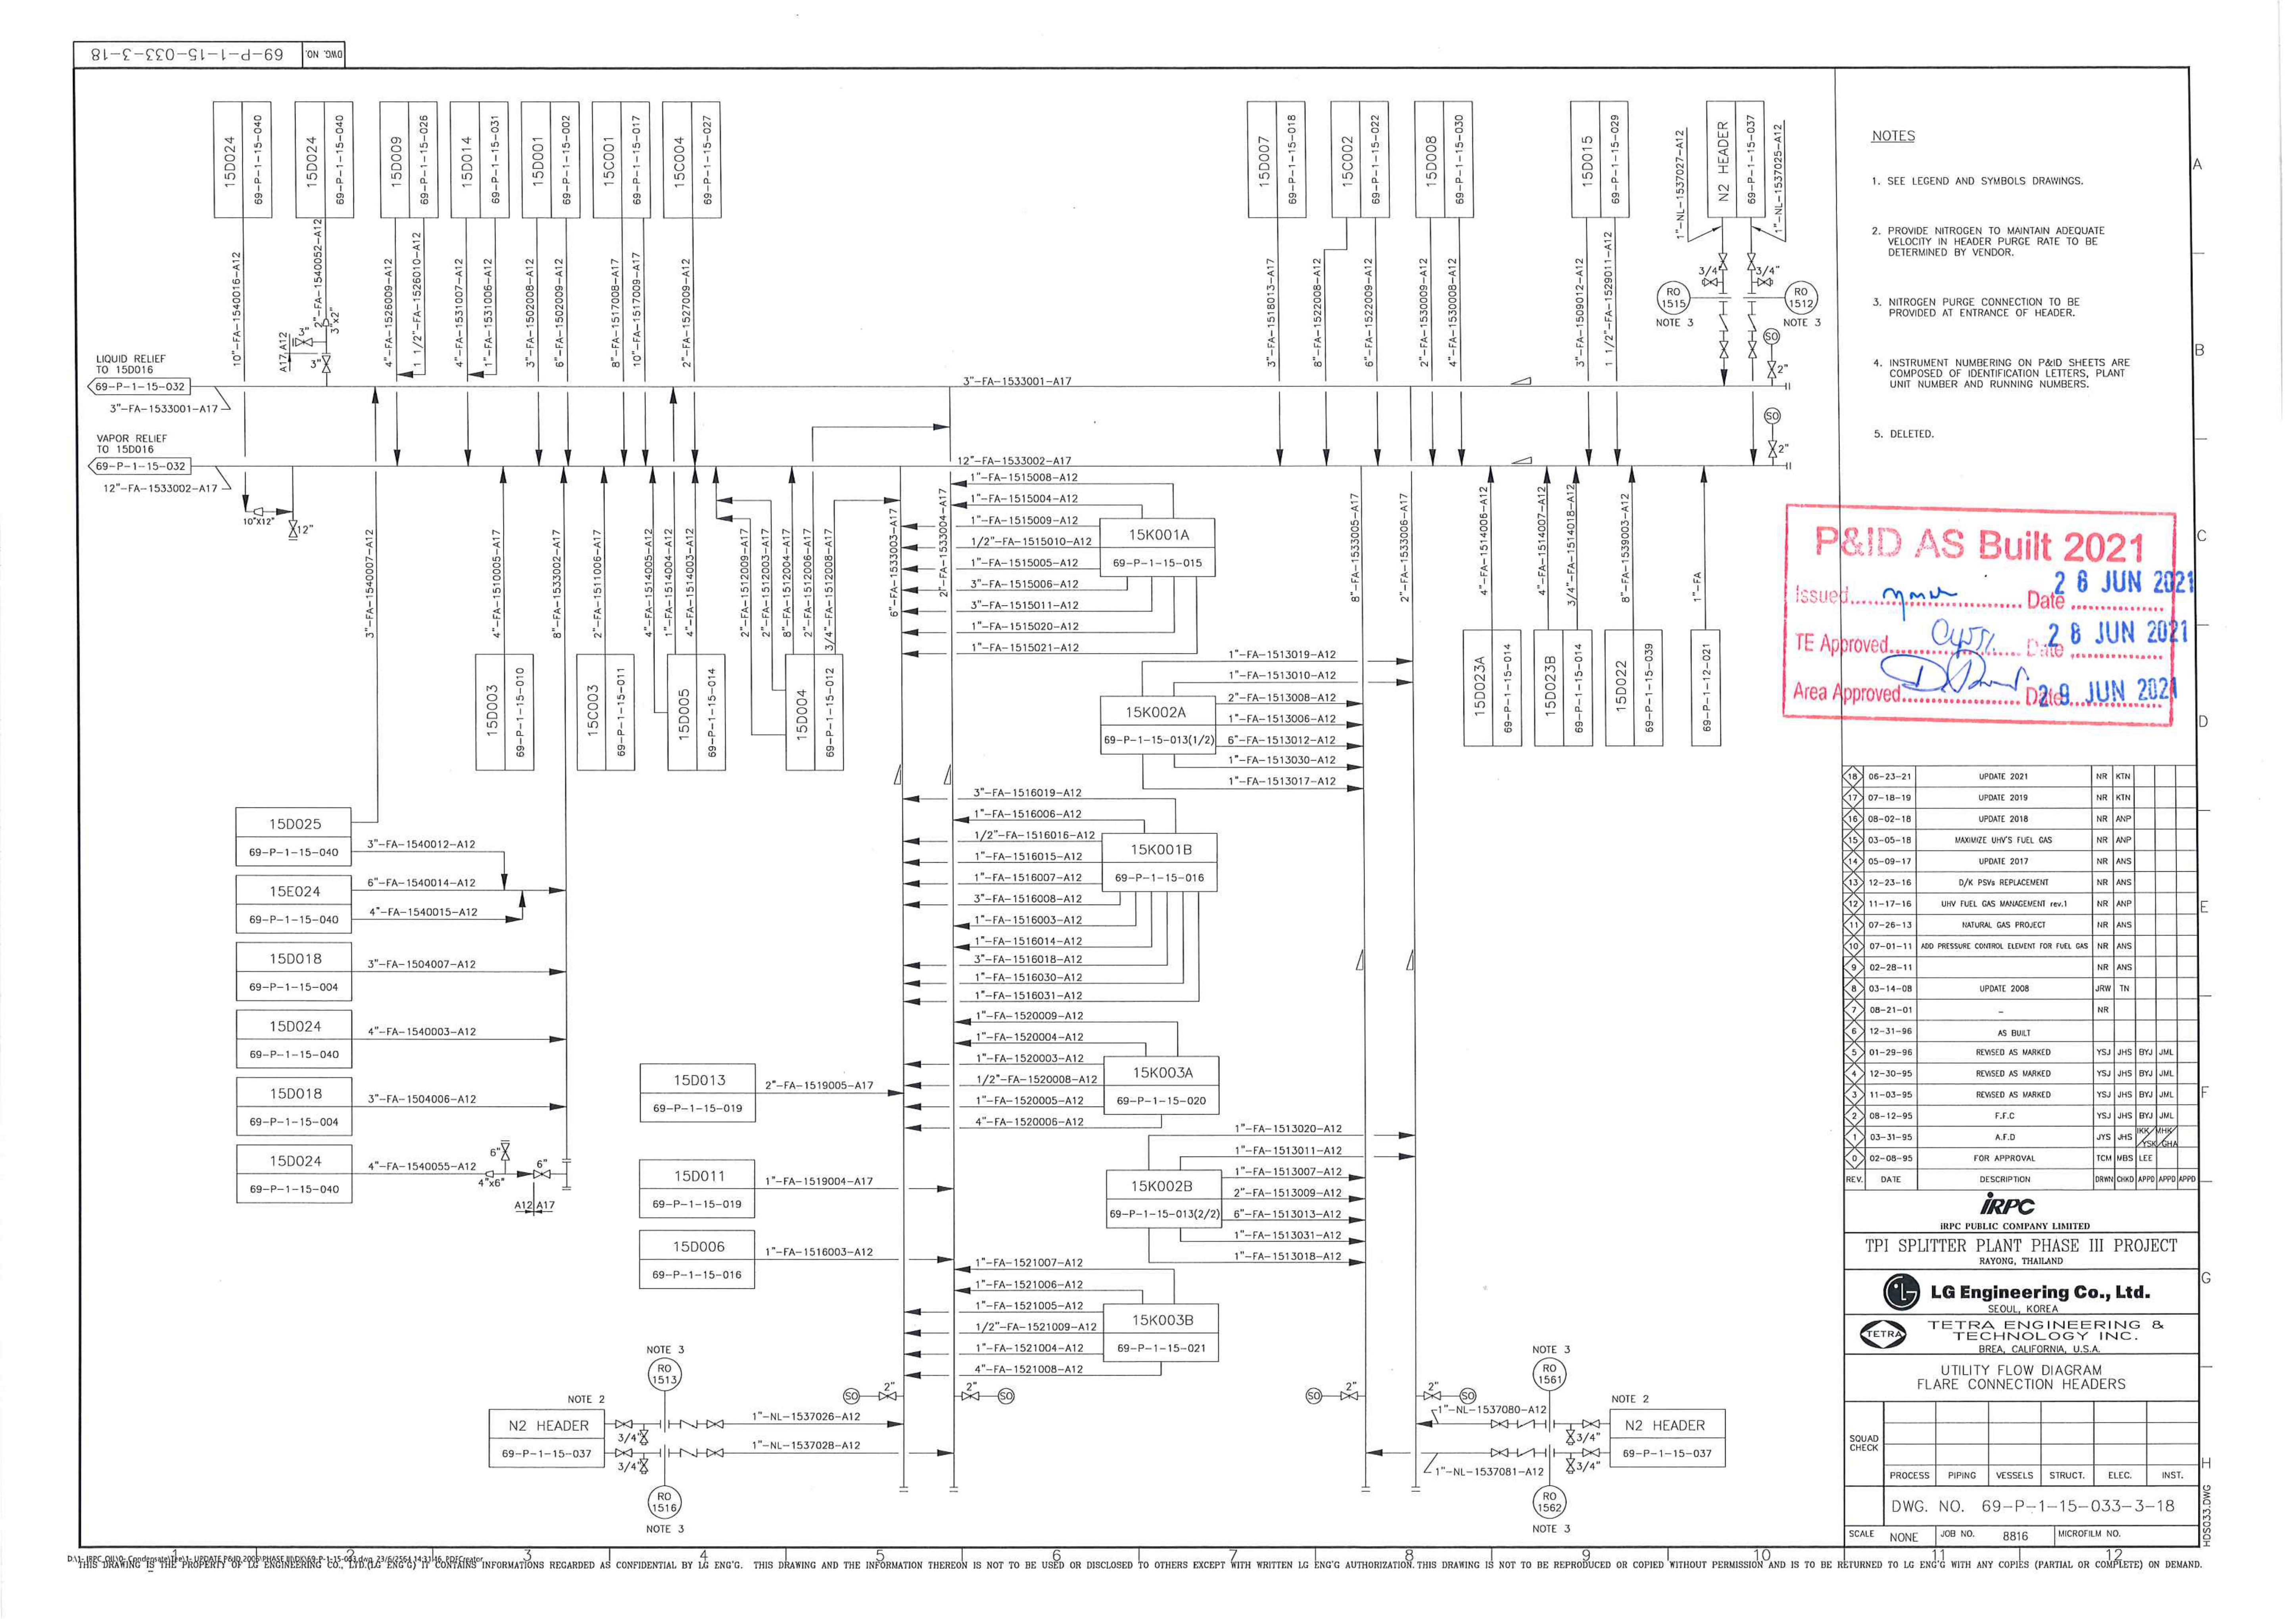 DWG. NO. 69-P-1-15-033-3-18
15D024
69-P-1-15-040
15D024
69-P-1-15-040
15D009
69-P-1-15-026
15D014
69-P-1-15-031
15D001
69-P-1-15-002
15C001
69-P-1-15-017
15C004
69-P-1-15-027
15D007
69-P-1-15-018
15C002
69-P-1-15-022
15D008
69-P-1-15-030
15D015
69-P-1-15-029
1"-NL-1537027-A12
N2 HEADER
69-P-1-15-037
1"-NL-1537025-A12
10"-FA-1540016-A12
2"-FA-1540052-A12
3"x2"
3"
3"
A17 A12
4"-FA-1526009-A12
1 1/2"-FA-1526010-A12
4"-FA-1531007-A12
1"-FA-1531006-A12
3"-FA-1502008-A12
6"-FA-1502009-A12
8"-FA-1517008-A17
10"-FA-1517009-A17
2"-FA-1527009-A12
3"-FA-1518013-A17
8"-FA-1522008-A12
6"-FA-1522009-A12
2"-FA-1530009-A12
4"-FA-1530008-A12
3"-FA-1509012-A12
1 1/2"-FA-1529011-A12
3/4"
3/4"
RO 1515
NOTE 3
RO 1512
NOTE 3
SO
2"
SO
2"
LIQUID RELIEF
TO 15D016
69-P-1-15-032
3"-FA-1533001-A17
3"-FA-1533001-A17
VAPOR RELIEF
TO 15D016
69-P-1-15-032
12"-FA-1533002-A17
12"-FA-1533002-A17
10"X12"
12"
3"-FA-1540007-A12
4"-FA-1510005-A17
8"-FA-1533002-A17
2"-FA-1511006-A17
4"-FA-1514005-A12
1"-FA-1514004-A12
4"-FA-1514003-A12
2"-FA-1512009-A17
2"-FA-1512003-A17
8"-FA-1512004-A17
2"-FA-1512006-A17
3/4"-FA-1512008-A17
6"-FA-1533003-A17
2"-FA-1533004-A17
8"-FA-1533005-A17
2"-FA-1533006-A17
4"-FA-1514006-A12
4"-FA-1514007-A12
3/4"-FA-1514018-A12
8"-FA-1539003-A12
1"-FA
15D003
69-P-1-15-010
15C003
69-P-1-15-011
15D005
69-P-1-15-014
15D004
69-P-1-15-012
15D023A
69-P-1-15-014
15D023B
69-P-1-15-014
15D022
69-P-1-15-039
69-P-1-12-021
1"-FA-1515008-A12
1"-FA-1515004-A12
1"-FA-1515009-A12
1/2"-FA-1515010-A12
1"-FA-1515005-A12
3"-FA-1515006-A12
3"-FA-1515011-A12
1"-FA-1515020-A12
1"-FA-1515021-A12
15K001A
69-P-1-15-015
1"-FA-1513019-A12
1"-FA-1513010-A12
2"-FA-1513008-A12
1"-FA-1513006-A12
6"-FA-1513012-A12
1"-FA-1513030-A12
1"-FA-1513017-A12
15K002A
69-P-1-15-013(1/2)
3"-FA-1516019-A12
1"-FA-1516006-A12
1/2"-FA-1516016-A12
1"-FA-1516015-A12
1"-FA-1516007-A12
3"-FA-1516008-A12
1"-FA-1516003-A12
1"-FA-1516014-A12
3"-FA-1516018-A12
1"-FA-1516030-A12
1"-FA-1516031-A12
15K001B
69-P-1-15-016
1"-FA-1520009-A12
1"-FA-1520004-A12
1"-FA-1520003-A12
1/2"-FA-1520008-A12
1"-FA-1520005-A12
4"-FA-1520006-A12
15K003A
69-P-1-15-020
1"-FA-1513020-A12
1"-FA-1513011-A12
1"-FA-1513007-A12
2"-FA-1513009-A12
6"-FA-1513013-A12
1"-FA-1513031-A12
1"-FA-1513018-A12
15K002B
69-P-1-15-013(2/2)
1"-FA-1521007-A12
1"-FA-1521006-A12
1"-FA-1521005-A12
1/2"-FA-1521009-A12
1"-FA-1521004-A12
4"-FA-1521008-A12
15K003B
69-P-1-15-021
15D025
69-P-1-15-040
3"-FA-1540012-A12
15E024
69-P-1-15-040
6"-FA-1540014-A12
4"-FA-1540015-A12
15D018
69-P-1-15-004
3"-FA-1504007-A12
15D024
69-P-1-15-040
4"-FA-1540003-A12
15D018
69-P-1-15-004
3"-FA-1504006-A12
15D024
69-P-1-15-040
4"-FA-1540055-A12
6"
4"x6"
6"
A12 A17
15D013
69-P-1-15-019
2"-FA-1519005-A17
15D011
69-P-1-15-019
1"-FA-1519004-A17
15D006
69-P-1-15-016
1"-FA-1516003-A12
NOTE 3
RO 1513
NOTE 2
N2 HEADER
69-P-1-15-037
3/4"
3/4"
1"-NL-1537026-A12
1"-NL-1537028-A12
RO 1516
NOTE 3
SO 2"
2" SO
SO 2"
2" SO
NOTE 3
RO 1561
NOTE 2
1"-NL-1537080-A12
3/4"
3/4"
N2 HEADER
69-P-1-15-037
1"-NL-1537081-A12
RO 1562
NOTE 3
NOTES
1. SEE LEGEND AND SYMBOLS DRAWINGS.
2. PROVIDE NITROGEN TO MAINTAIN ADEQUATE
VELOCITY IN HEADER PURGE RATE TO BE
DETERMINED BY VENDOR.
3. NITROGEN PURGE CONNECTION TO BE
PROVIDED AT ENTRANCE OF HEADER.
4. INSTRUMENT NUMBERING ON P&ID SHEETS ARE
COMPOSED OF IDENTIFICATION LETTERS, PLANT
UNIT NUMBER AND RUNNING NUMBERS.
5. DELETED.
P&ID AS Built 2021
Issued Date 28 JUN 2021
TE Approved Date 28 JUN 2021
Area Approved Date 29 JUN 2021
18 06-23-21 UPDATE 2021 NR KTN
17 07-18-19 UPDATE 2019 NR KTN
16 08-02-18 UPDATE 2018 NR ANP
15 03-05-18 MAXIMIZE UHV'S FUEL GAS NR ANP
14 05-09-17 UPDATE 2017 NR ANS
13 12-23-16 D/K PSVs REPLACEMENT NR ANS
12 11-17-16 UHV FUEL GAS MANAGEMENT rev.1 NR ANP
11 07-26-13 NATURAL GAS PROJECT NR ANS
10 07-01-11 ADD PRESSURE CONTROL ELEVENT FOR FUEL GAS NR ANS
9 02-28-11 NR ANS
8 03-14-08 UPDATE 2008 JRW TN
7 08-21-01 – NR
6 12-31-96 AS BUILT
5 01-29-96 REVISED AS MARKED YSJ JHS BYJ JML
4 12-30-95 REVISED AS MARKED YSJ JHS BYJ JML
3 11-03-95 REVISED AS MARKED YSJ JHS BYJ JML
2 08-12-95 F.F.C YSJ JHS BYJ JML
1 03-31-95 A.F.D JYS JHS IKK/YSK MHK/GHA
0 02-08-95 FOR APPROVAL TCM MBS LEE
REV. DATE DESCRIPTION DRWN CHKD APPD APPD APPD
iRPC
iRPC PUBLIC COMPANY LIMITED
TPI SPLITTER PLANT PHASE III PROJECT
RAYONG, THAILAND
LG Engineering Co., Ltd.
SEOUL, KOREA
TETRA
TETRA ENGINEERING &
TECHNOLOGY INC.
BREA, CALIFORNIA, U.S.A.
UTILITY FLOW DIAGRAM
FLARE CONNECTION HEADERS
SQUAD
CHECK
PROCESS PIPING VESSELS STRUCT. ELEC. INST.
DWG. NO. 69-P-1-15-033-3-18
SCALE NONE JOB NO. 8816 MICROFILM NO.
HDS033.DWG
A
B
C
D
E
F
G
H
1 2 3 4 5 6 7 8 9 10 11 12
THIS DRAWING IS THE PROPERTY OF LG ENGINEERING CO., LTD.(LG ENG'G) IT CONTAINS INFORMATIONS REGARDED AS CONFIDENTIAL BY LG ENG'G. THIS DRAWING AND THE INFORMATION THEREON IS NOT TO BE USED OR DISCLOSED TO OTHERS EXCEPT WITH WRITTEN LG ENG'G AUTHORIZATION. THIS DRAWING IS NOT TO BE REPRODUCED OR COPIED WITHOUT PERMISSION AND IS TO BE RETURNED TO LG ENG'G WITH ANY COPIES (PARTIAL OR COMPLETE) ON DEMAND.